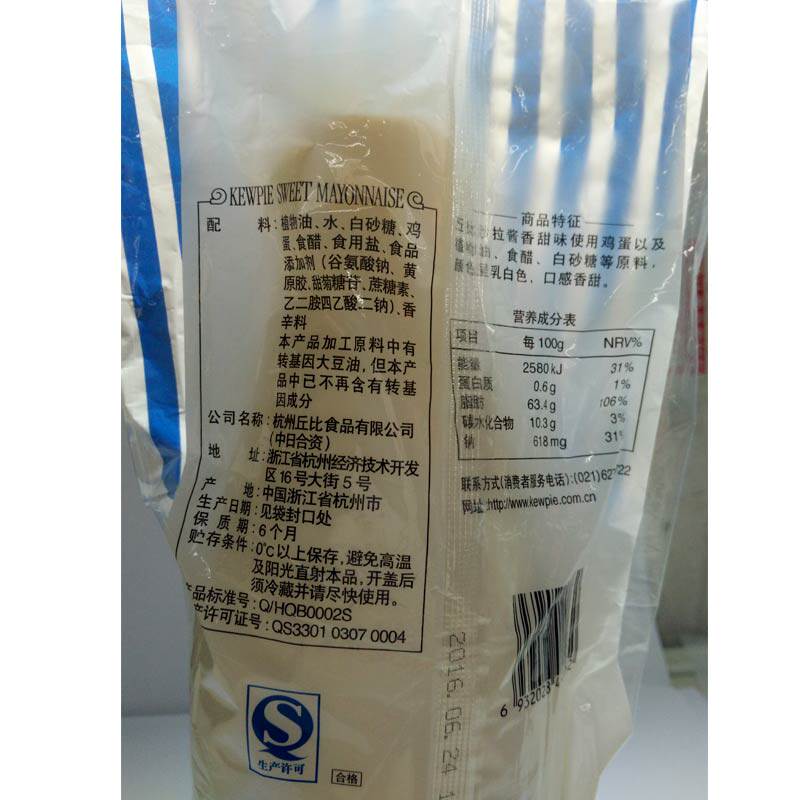 KEWPIE SWEET MAYONNAISE
配 料:植物油、水、白砂糖、鸡
蛋、食醋、食用盐、食品
添加剂(谷氨酸钠、黄
原胶、甜菊糖苷、蔗糖素、
乙二胺四乙酸二钠)、香
辛料
本产品加工原料中有
转基因大豆油,但本产
品中已不再含有转基
因成分
公司名称:杭州丘比食品有限公司
(中日合资)
地 址:浙江省杭州经济技术开发
区16号大街5号
产 地:中国浙江省杭州市
生产日期:见袋封口处
保质期:6个月
贮存条件:0℃以上保存,避免高温
及阳光直射本品,开盖后
须冷藏并请尽快使用。
产品标准号:Q/HQB0002S
产许可证号:QS3301 0307 0004
生产许可
合格
商品特征
拉酱香甜味使用鸡蛋以及
油、食醋、白砂糖等原料,
颜色 乳白色,口感香甜。
营养成分表
项目 每100g NRV%
能量 2580kJ 31%
蛋白质 0.6g 1%
脂肪 63.4g 106%
碳水化合物 10.3g 3%
钠 618mg 31%
联系方式(消费者服务电话):(021)62 22
网址:http://www.kewpie.com.cn
2016.06.24 1
6 932028